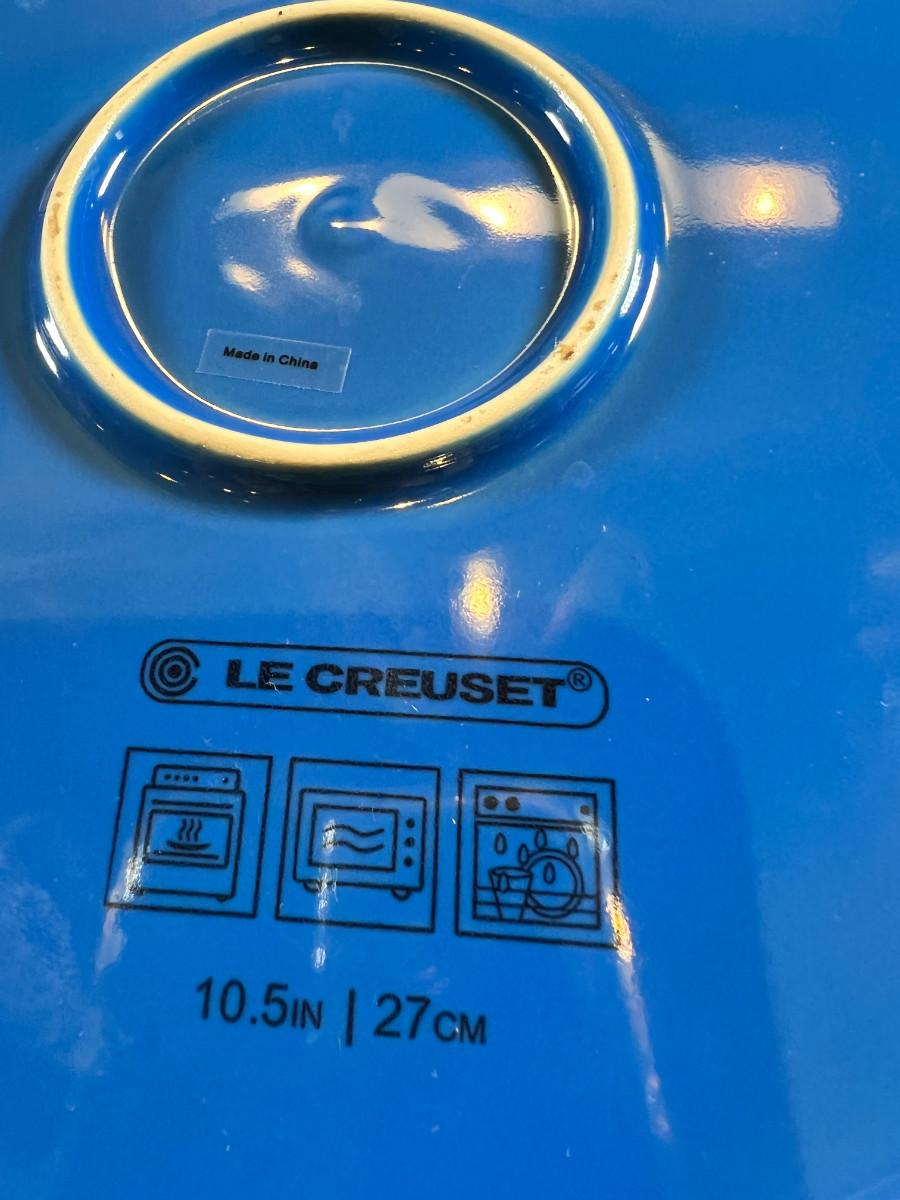 Made in China
LE CREUSET®
10.5IN | 27CM